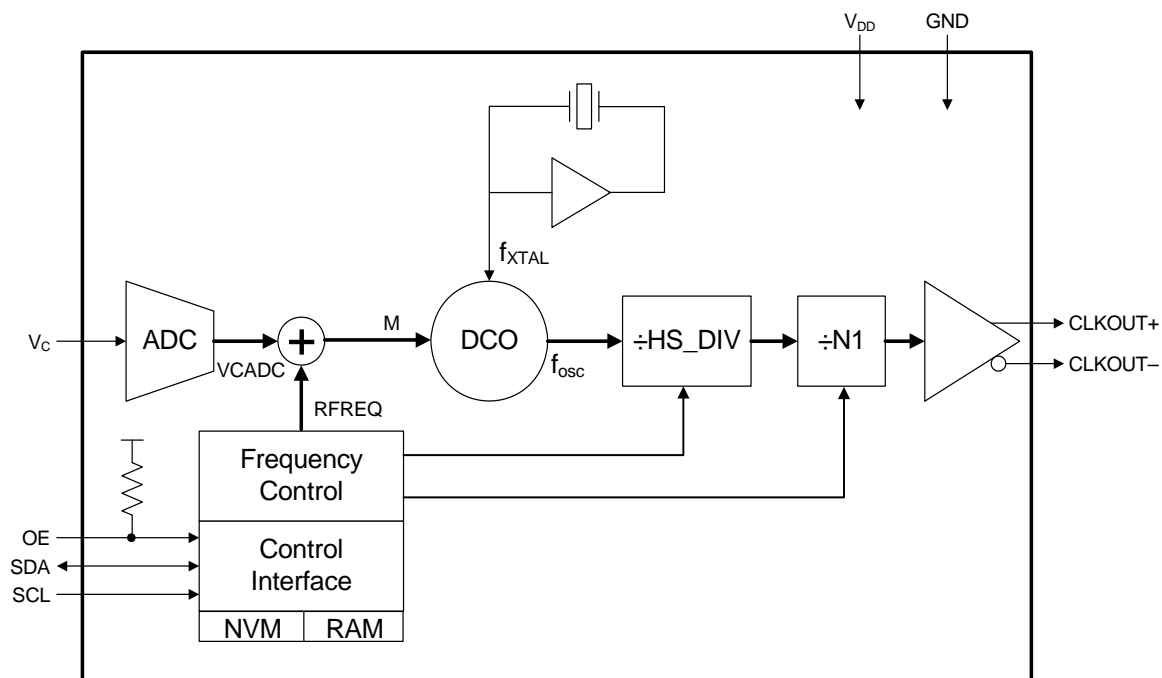 VDD
GND
fXTAL
VC
ADC
VCADC
+
M
DCO
fosc
÷HS_DIV
÷N1
CLKOUT+
CLKOUT–
RFREQ
Frequency
Control
OE
SDA
SCL
Control
Interface
NVM
RAM